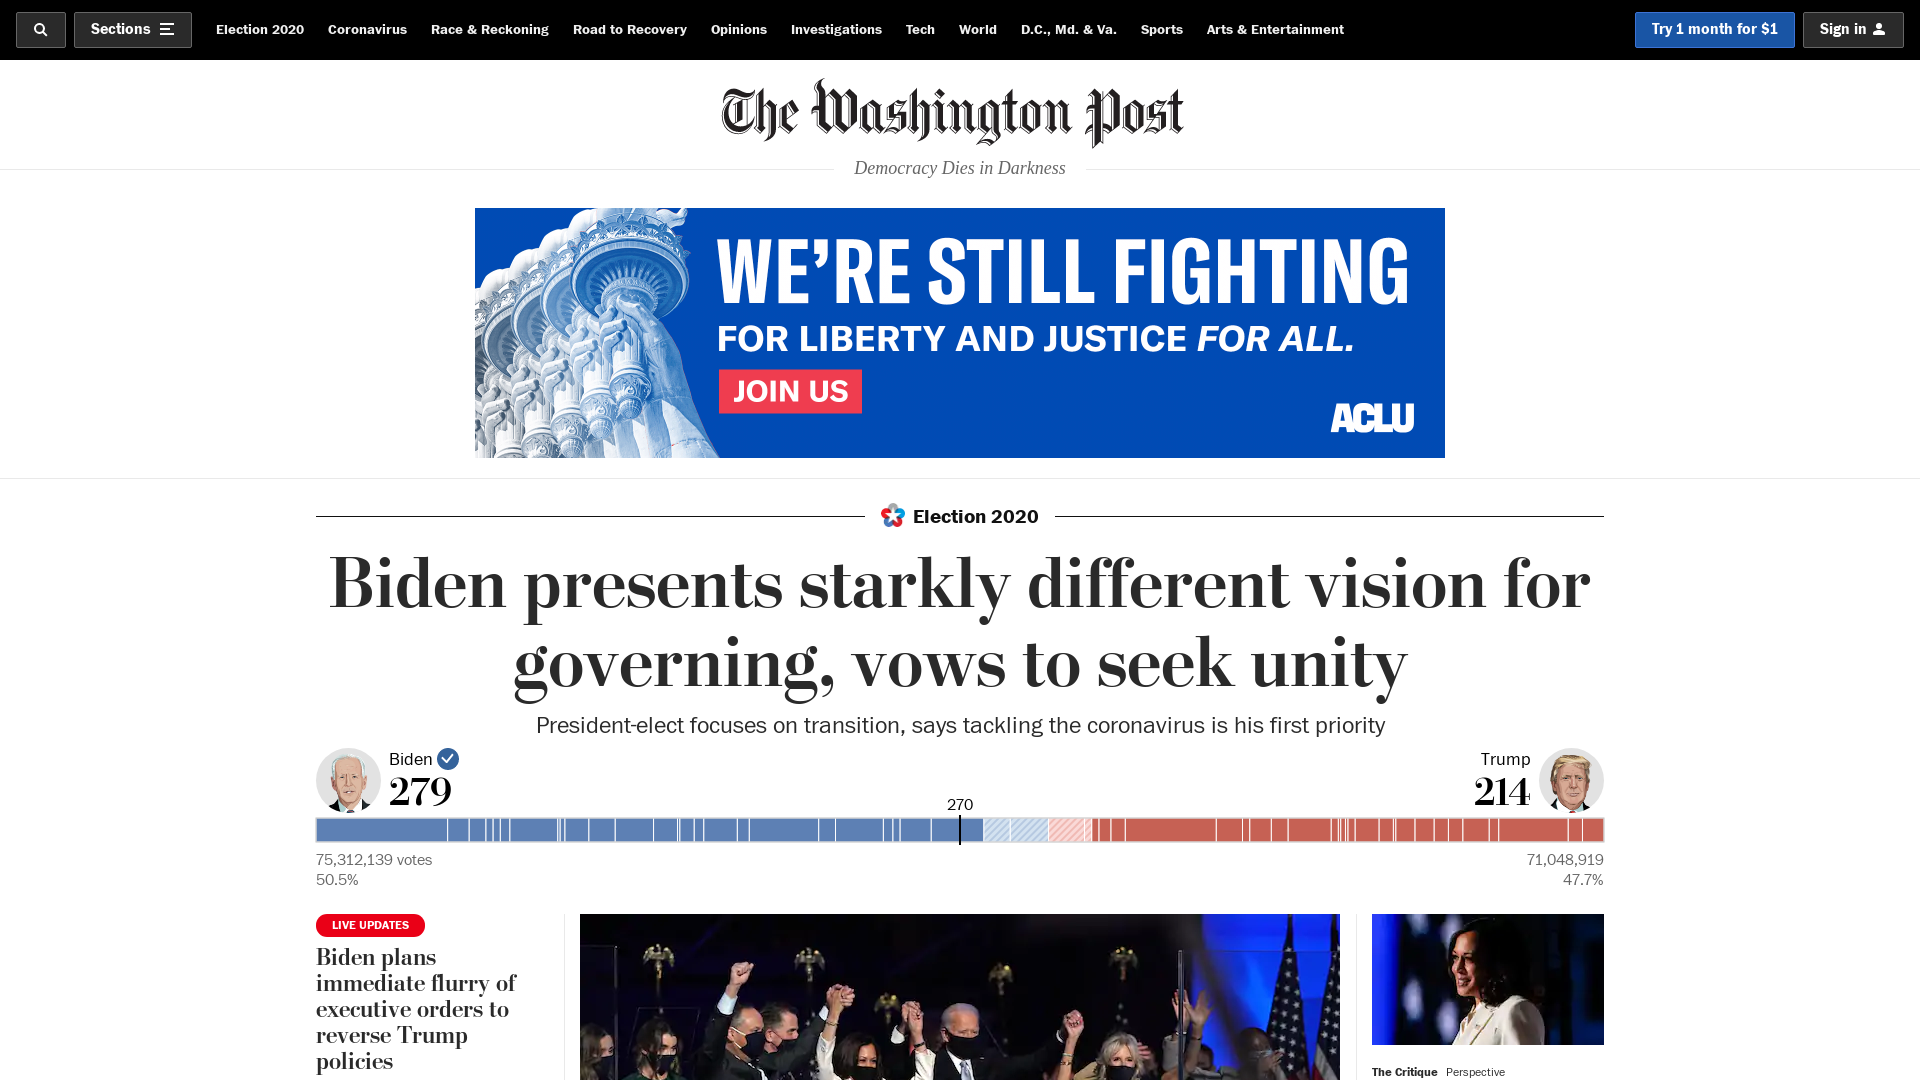 Sections
Election 2020
Coronavirus
Race & Reckoning
Road to Recovery
Opinions
Investigations
Tech
World
D.C., Md. & Va.
Sports
Arts & Entertainment
Try 1 month for $1
Sign in
The Washington Post
Democracy Dies in Darkness
WE'RE STILL FIGHTING
FOR LIBERTY AND JUSTICE FOR ALL.
JOIN US
ACLU
Election 2020
Biden presents starkly different vision for
governing, vows to seek unity
President-elect focuses on transition, says tackling the coronavirus is his first priority
Biden
279
Trump
214
270
75,312,139 votes
50.5%
71,048,919
47.7%
LIVE UPDATES
Biden plans
immediate flurry of
executive orders to
reverse Trump
policies
The Critique Perspective